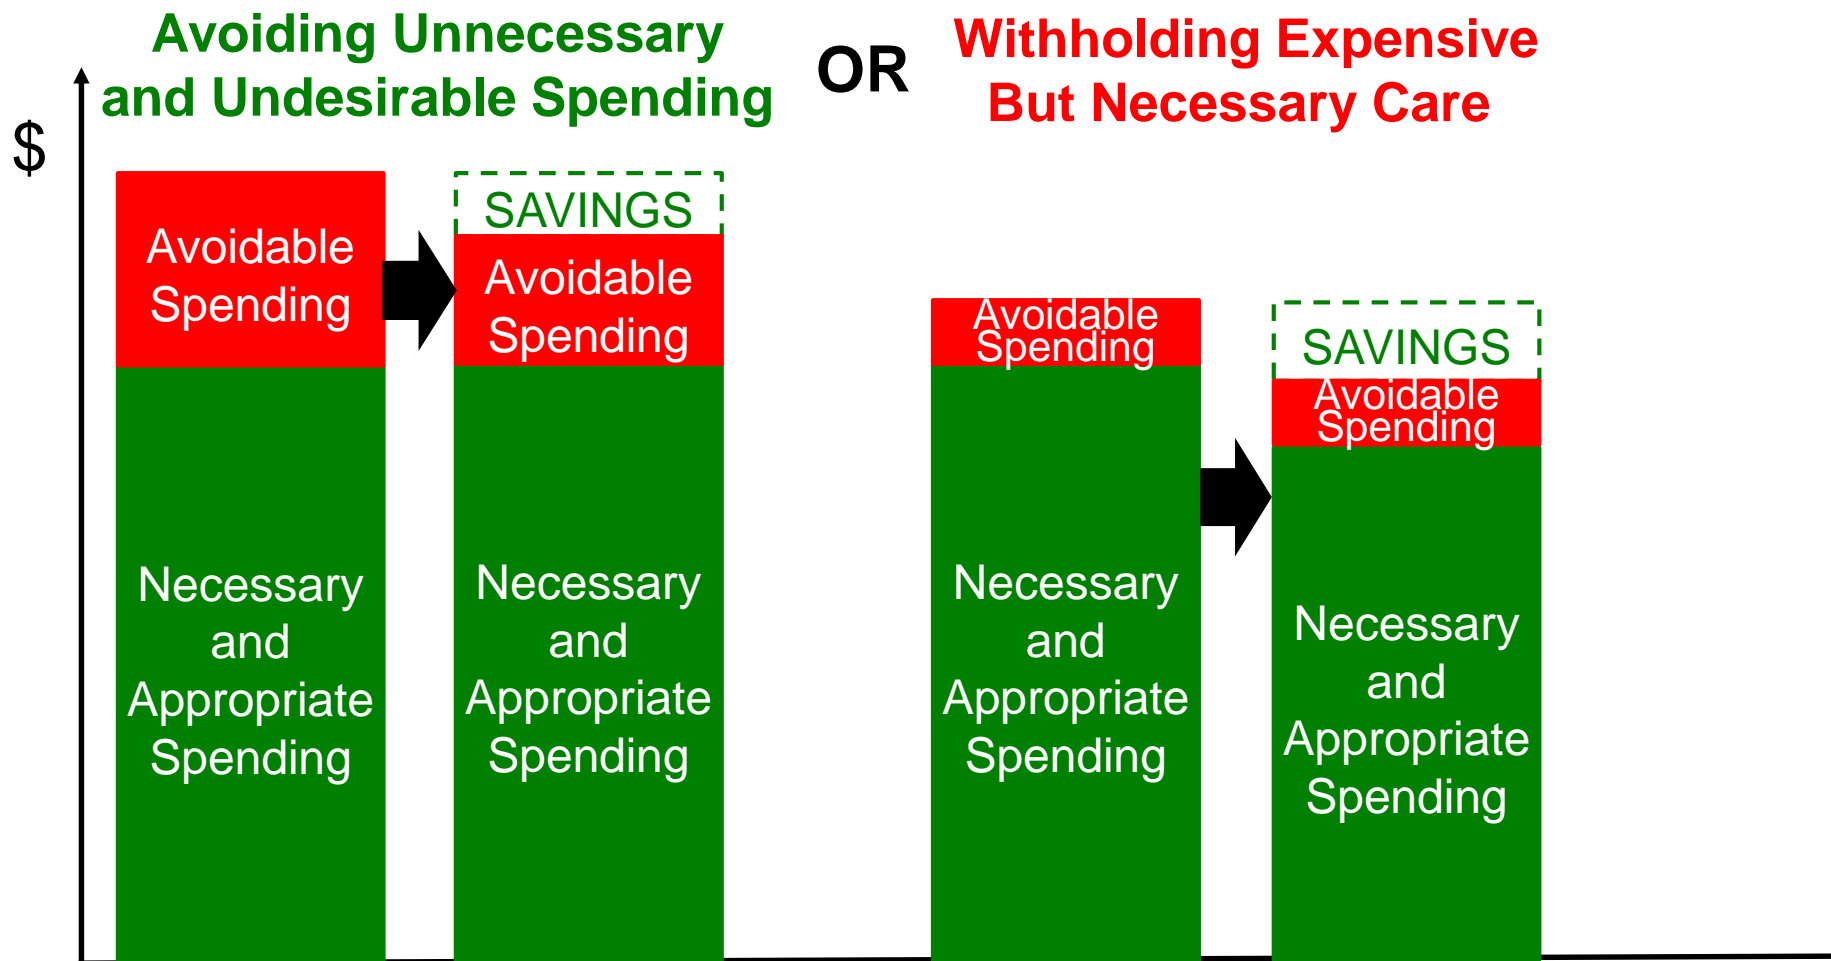 Avoiding Unnecessary
and Undesirable Spending
OR
Withholding Expensive
But Necessary Care
$
Avoidable
Spending
Necessary
and
Appropriate
Spending
SAVINGS
Avoidable
Spending
Necessary
and
Appropriate
Spending
Avoidable
Spending
Necessary
and
Appropriate
Spending
SAVINGS
Avoidable
Spending
Necessary
and
Appropriate
Spending